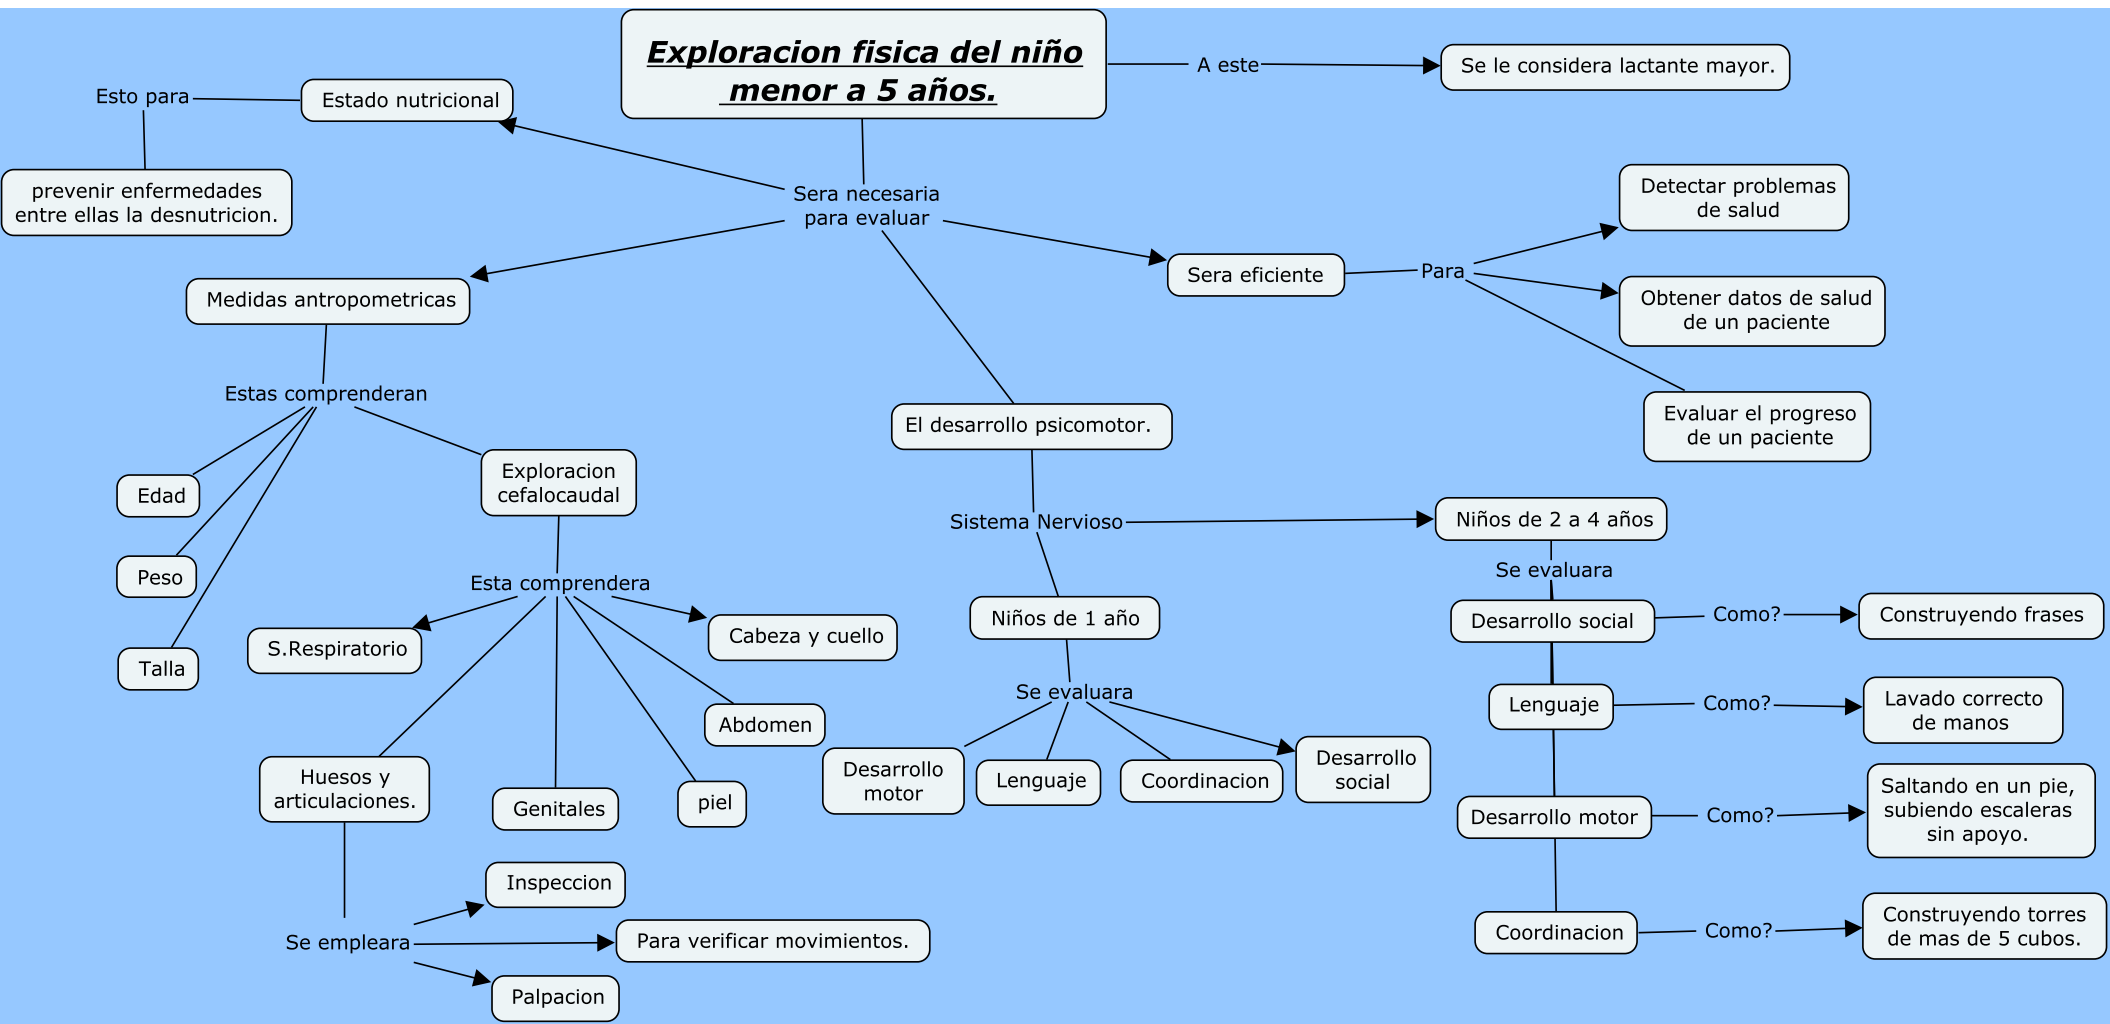 Exploracion fisica del niño
menor a 5 años.
A este
Se le considera lactante mayor.
Esto para
Estado nutricional
prevenir enfermedades
entre ellas la desnutricion.
Sera necesaria
para evaluar
Detectar problemas
de salud
Sera eficiente
Para
Obtener datos de salud
de un paciente
Evaluar el progreso
de un paciente
Medidas antropometricas
Estas comprenderan
Edad
Peso
Talla
Exploracion
cefalocaudal
Esta comprendera
S.Respiratorio
Cabeza y cuello
Abdomen
Huesos y
articulaciones.
Genitales
piel
Se empleara
Inspeccion
Para verificar movimientos.
Palpacion
El desarrollo psicomotor.
Sistema Nervioso
Niños de 1 año
Se evaluara
Desarrollo
motor
Lenguaje
Coordinacion
Desarrollo
social
Niños de 2 a 4 años
Se evaluara
Desarrollo social
Como?
Construyendo frases
Lenguaje
Como?
Lavado correcto
de manos
Desarrollo motor
Como?
Saltando en un pie,
subiendo escaleras
sin apoyo.
Coordinacion
Como?
Construyendo torres
de mas de 5 cubos.